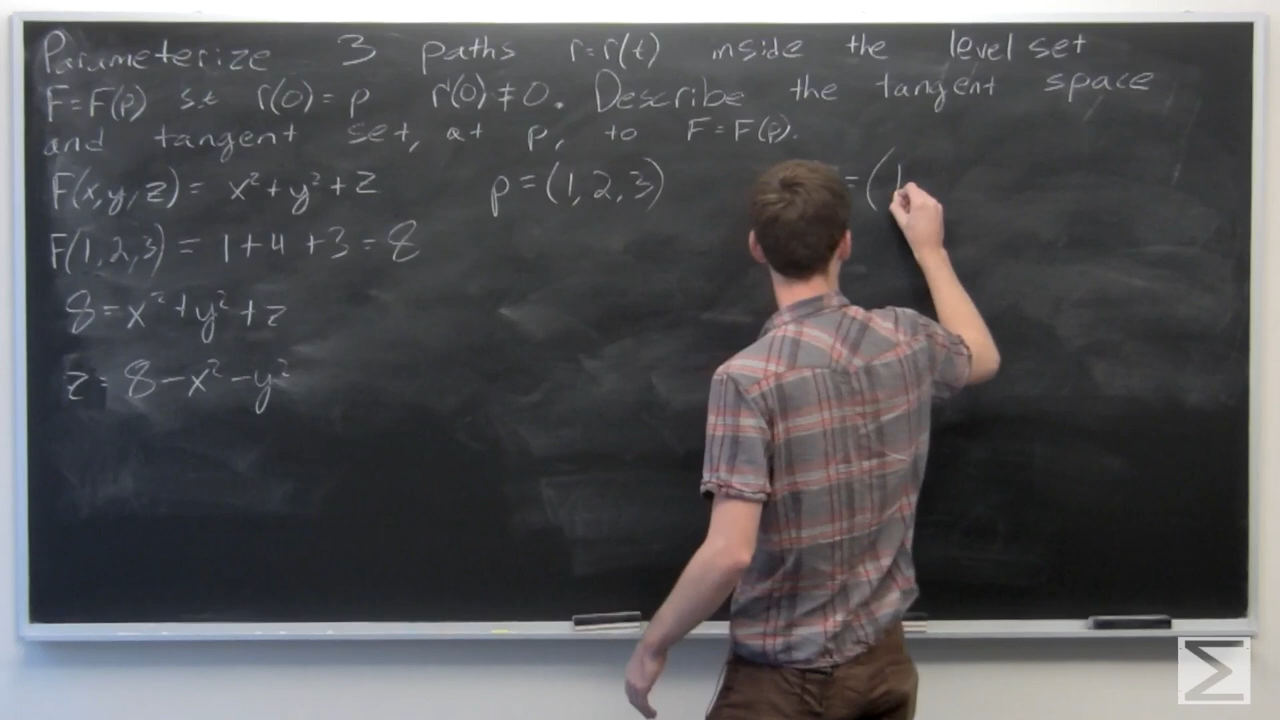 Parameterize 3 paths r=r(t) inside the level set
F=F(p) st r(0)=p r'(0)≠0. Describe the tangent space
and tangent set, at p, to F=F(p).
F(x,y,z) = x²+y²+z p=(1,2,3) =(1
F(1,2,3) = 1+4+3=8
8=x²+y²+z
z=8-x²-y²
Σ